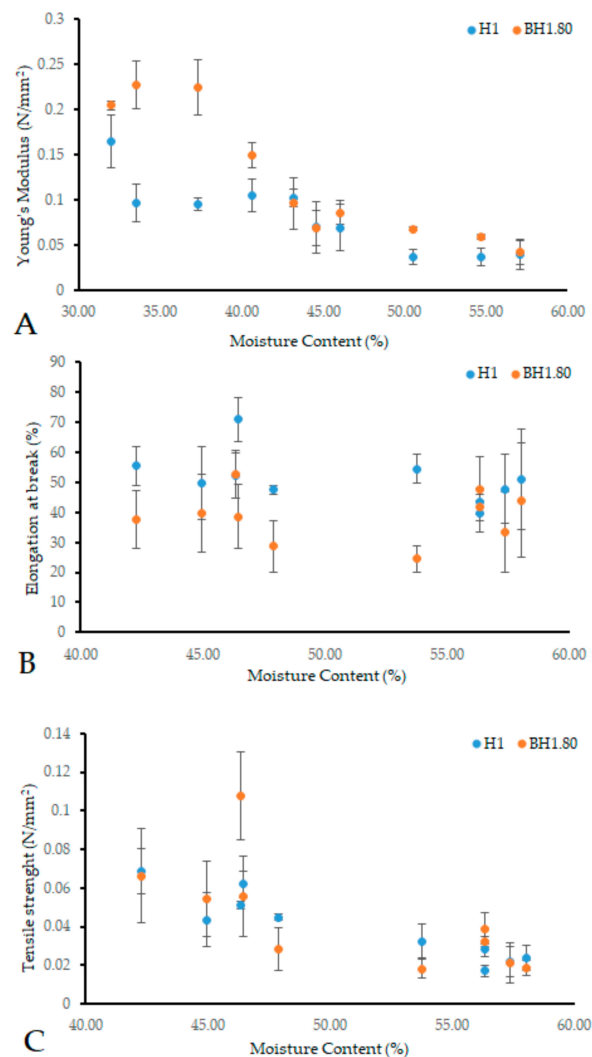 H1 BH1.80
0.3
0.25
0.2
0.15
0.1
0.05
0
Young's Modulus (N/mm²)
30.00 35.00 40.00 45.00 50.00 55.00 60.00
A
Moisture Content (%)
H1 BH1.80
90
80
70
60
50
40
30
20
10
0
Elongation at break (%)
40.00 45.00 50.00 55.00 60.00
B
Moisture Content (%)
H1 BH1.80
0.14
0.12
0.1
0.08
0.06
0.04
0.02
0
Tensile strenght (N/mm²)
40.00 45.00 50.00 55.00 60.00
C
Moisture Content (%)